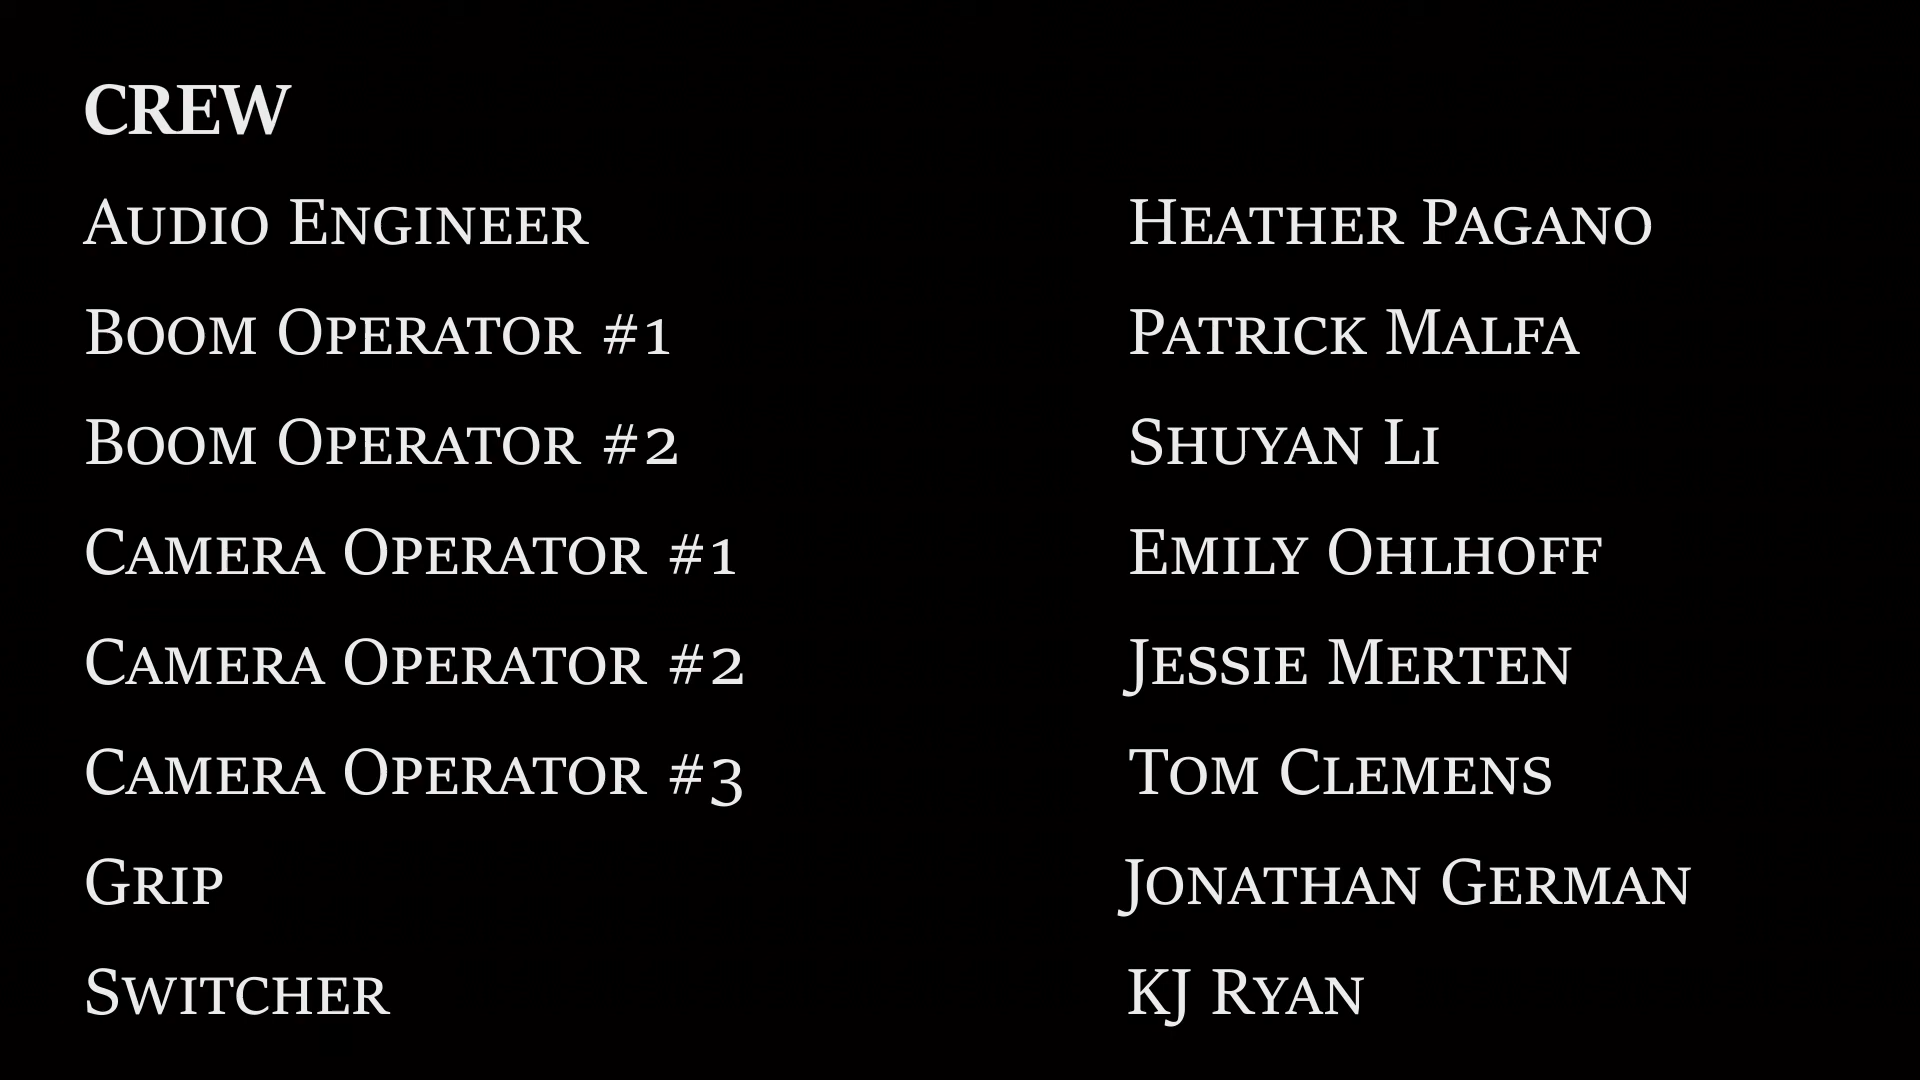 CREW
Audio Engineer Heather Pagano
Boom Operator #1 Patrick Malfa
Boom Operator #2 Shuyan Li
Camera Operator #1 Emily Ohlhoff
Camera Operator #2 Jessie Merten
Camera Operator #3 Tom Clemens
Grip Jonathan German
Switcher KJ Ryan